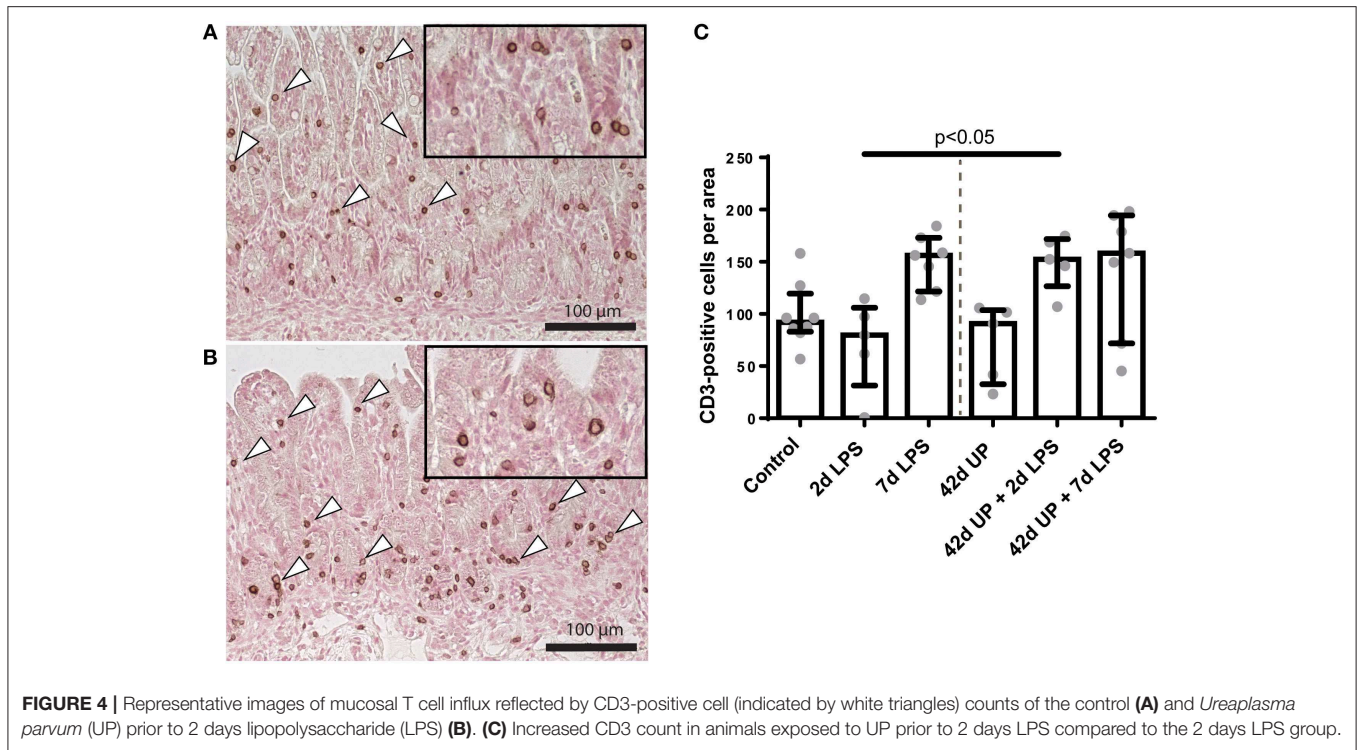 A
100 µm
B
100 µm
C
p<0.05
CD3-positive cells per area
250
200
150
100
50
0
Control
2d LPS
7d LPS
42d UP
42d UP + 2d LPS
42d UP + 7d LPS
FIGURE 4 | Representative images of mucosal T cell influx reflected by CD3-positive cell (indicated by white triangles) counts of the control (A) and Ureaplasma
parvum (UP) prior to 2 days lipopolysaccharide (LPS) (B). (C) Increased CD3 count in animals exposed to UP prior to 2 days LPS compared to the 2 days LPS group.